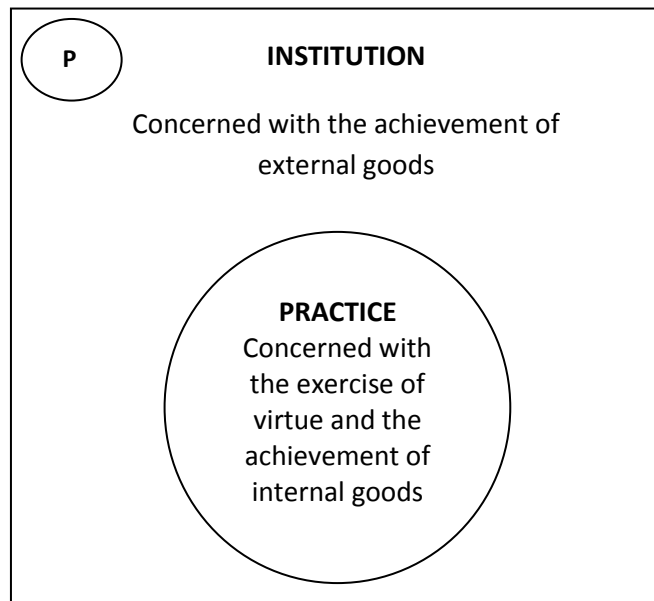 P
INSTITUTION
Concerned with the achievement of
external goods
PRACTICE
Concerned with
the exercise of
virtue and the
achievement of
internal goods